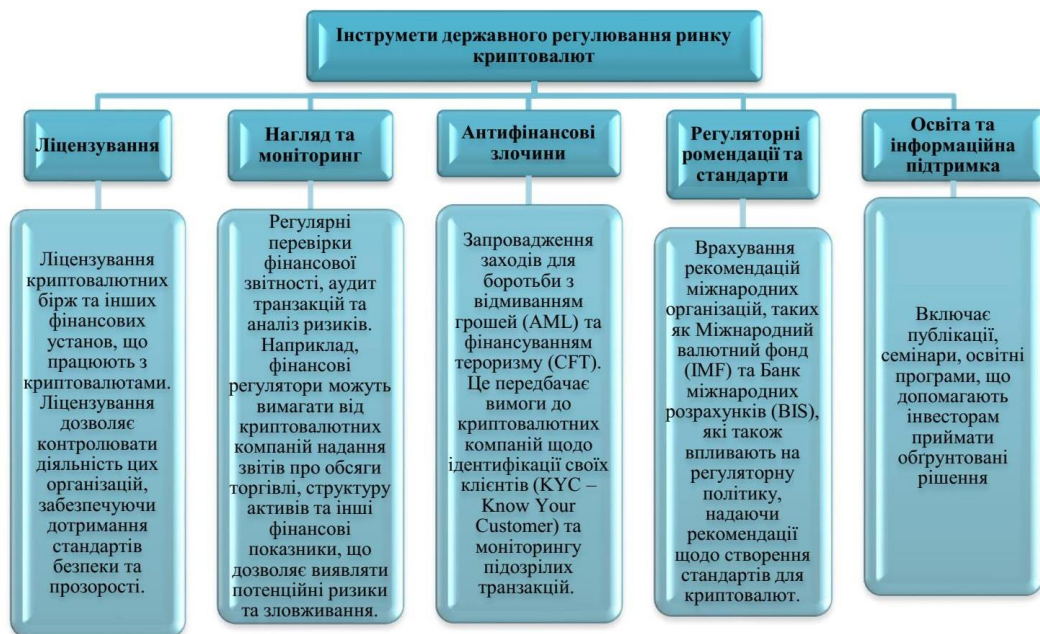 Інструмети державного регулювання ринку
криптовалют
Ліцензування
Ліцензування
криптовалютних
бірж та інших
фінансових
установ, що
працюють з
криптовалютами.
Ліцензування
дозволяє
контролювати
діяльність цих
організацій,
забезпечуючи
дотримання
стандартів
безпеки та
прозорості.
Нагляд та
моніторинг
Регулярні
перевірки
фінансової
звітності, аудит
транзакцій та
аналіз ризиків.
Наприклад,
фінансові
регулятори можуть
вимагати від
криптовалютних
компаній надання
звітів про обсяги
торгівлі, структуру
активів та інші
фінансові
показники, що
дозволяє виявляти
потенційні ризики
та зловживання.
Антифінансові
злочини
Запровадження
заходів для
боротьби з
відмиванням
грошей (AML) та
фінансуванням
тероризму (CFT).
Це передбачає
вимоги до
криптовалютних
компаній щодо
ідентифікації своїх
клієнтів (KYC –
Know Your
Customer) та
моніторингу
підозрілих
транзакцій.
Регуляторні
ромендації та
стандарти
Врахування
рекомендацій
міжнародних
організацій, таких
як Міжнародний
валютний фонд
(IMF) та Банк
міжнародних
розрахунків (BIS),
які також
впливають на
регуляторну
політику,
надаючи
рекомендації
щодо створення
стандартів для
криптовалют.
Освіта та
інформаційна
підтримка
Включає
публікації,
семінари, освітні
програми, що
допомагають
інвесторам
приймати
обґрунтовані
рішення